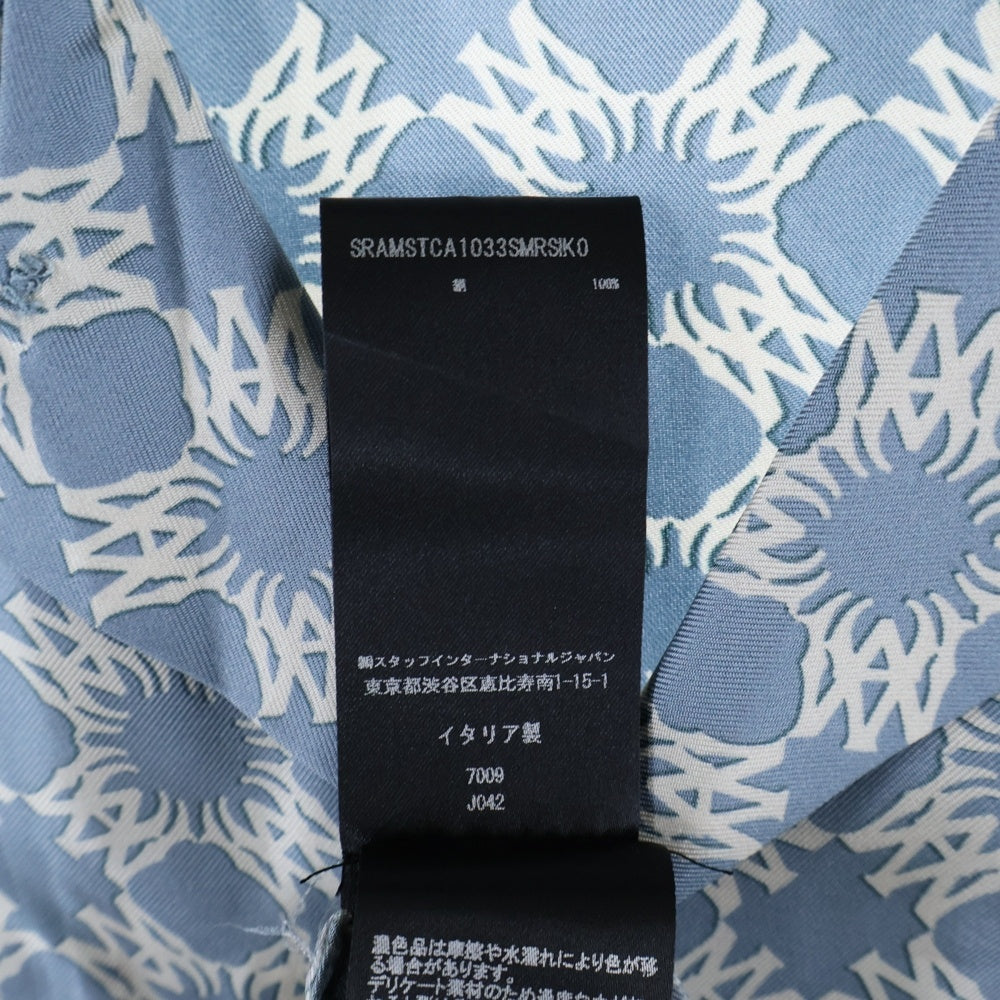 SRAMSTCA1033SMRSIK0
絹 100%
㈱スタッフインターナショナルジャパン
東京都渋谷区恵比寿南1-15-1
イタリア製
7009
J042
濃色品は摩擦や水濡れにより色が移
る場合があります。
デリケート素材のため過度な